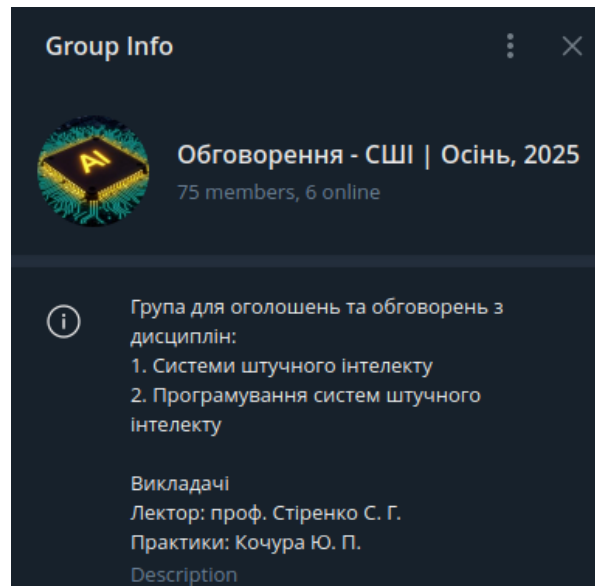 Group Info
AI
Обговорення - СШІ | Осінь, 2025
75 members, 6 online
Група для оголошень та обговорень з
дисциплін:
1. Системи штучного інтелекту
2. Програмування систем штучного
інтелекту
Викладачі
Лектор: проф. Стіренко С. Г.
Практики: Кочура Ю. П.
Description